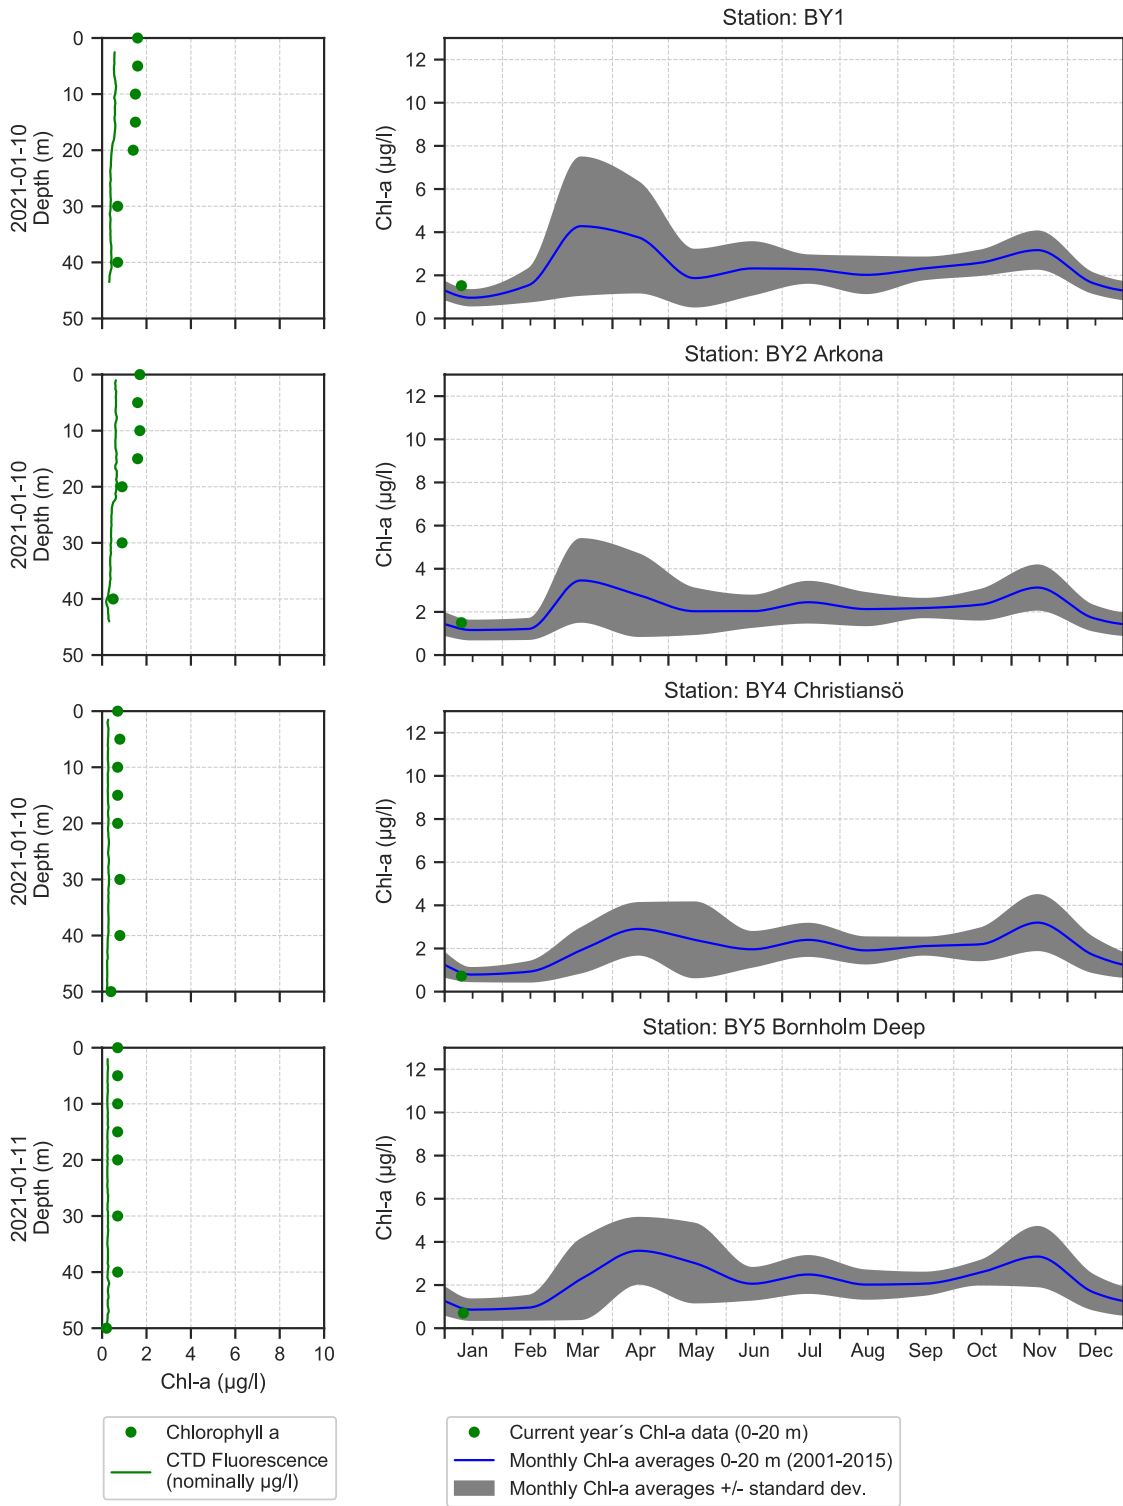 Station: BY1
0
10
20
30
40
50
2021-01-10
Depth (m)
12
10
8
6
4
2
0
Chl-a (µg/l)
Station: BY2 Arkona
0
10
20
30
40
50
2021-01-10
Depth (m)
12
10
8
6
4
2
0
Chl-a (µg/l)
Station: BY4 Christiansö
0
10
20
30
40
50
2021-01-10
Depth (m)
12
10
8
6
4
2
0
Chl-a (µg/l)
Station: BY5 Bornholm Deep
0
10
20
30
40
50
2021-01-11
Depth (m)
12
10
8
6
4
2
0
Chl-a (µg/l)
0 2 4 6 8 10
Chl-a (µg/l)
Jan Feb Mar Apr May Jun Jul Aug Sep Oct Nov Dec
Chlorophyll a
CTD Fluorescence
(nominally µg/l)
Current year´s Chl-a data (0-20 m)
Monthly Chl-a averages 0-20 m (2001-2015)
Monthly Chl-a averages +/- standard dev.